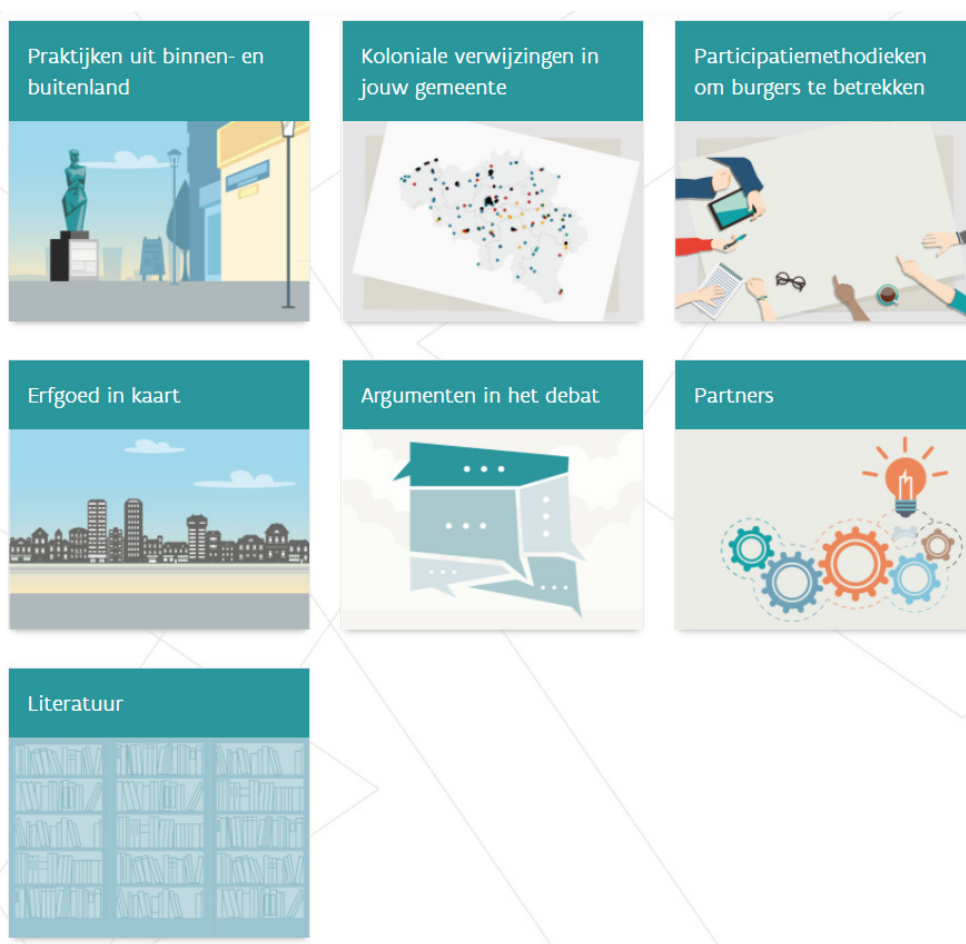 Praktijken uit binnen- en
buitenland
Koloniale verwijzingen in
jouw gemeente
Participatiemethodieken
om burgers te betrekken
Erfgoed in kaart
Argumenten in het debat
Partners
Literatuur